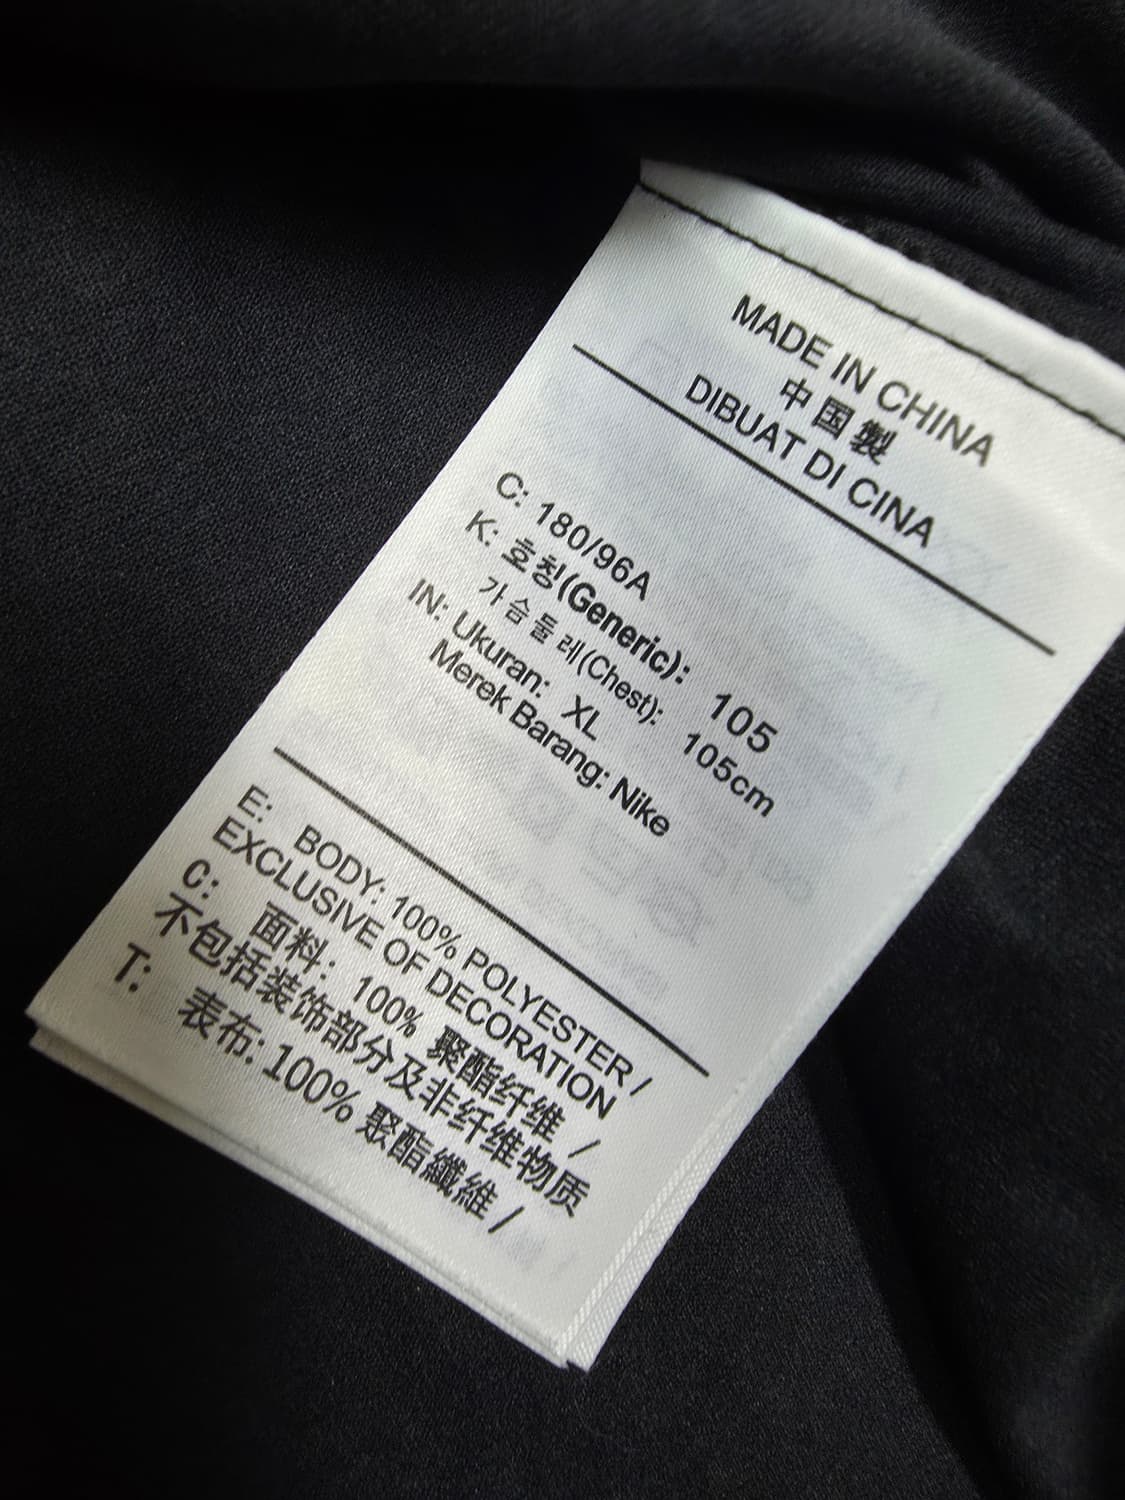 MADE IN CHINA
中国製
DIBUAT DI CINA
C: 180/96A
K: 호칭(Generic): 105
가슴둘레(Chest): 105cm
IN: Ukuran: XL
Merek Barang: Nike
E: BODY: 100% POLYESTER /
EXCLUSIVE OF DECORATION
C: 面料: 100% 聚酯纤维 /
不包括装饰部分及非纤维物质
T: 表布: 100% 聚酯纖維 /